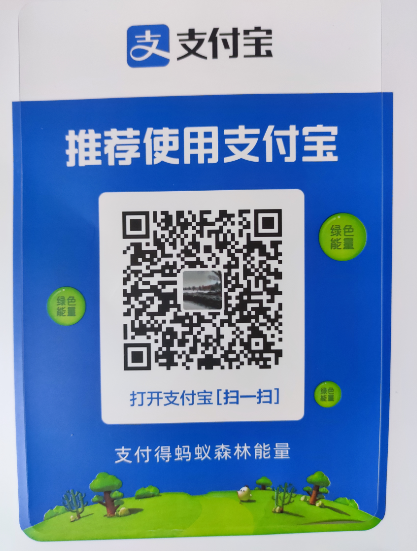 支付宝
推荐使用支付宝
绿色
能量
绿色
能量
打开支付宝[扫一扫]
绿色
能量
支付得蚂蚁森林能量